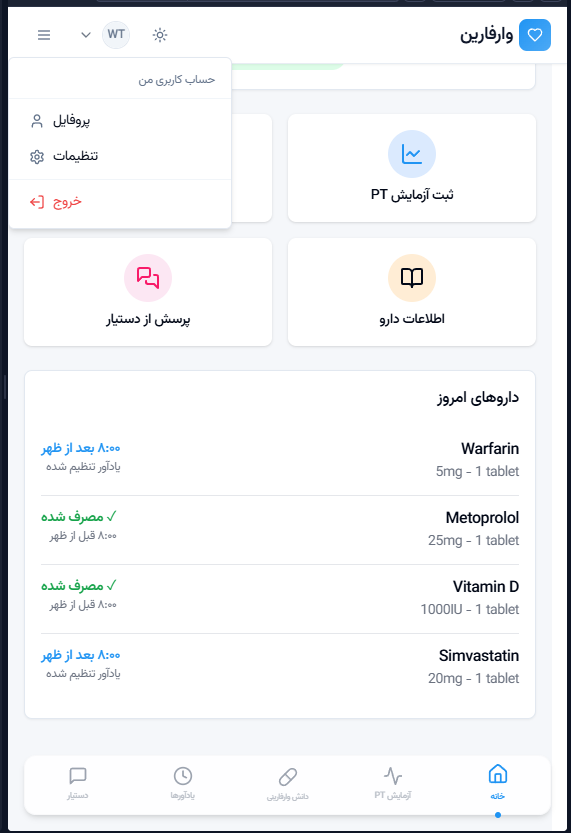 وارفارین
WT
حساب کاربری من
پروفایل
تنظیمات
خروج
ثبت آزمایش PT
اطلاعات دارو
پرسش از دستیار
داروهای امروز
Warfarin
5mg - 1 tablet
۸:۰۰ بعد از ظهر
یادآور تنظیم شده
Metoprolol
25mg - 1 tablet
✓ مصرف شده
۸:۰۰ قبل از ظهر
Vitamin D
1000IU - 1 tablet
✓ مصرف شده
۸:۰۰ قبل از ظهر
Simvastatin
20mg - 1 tablet
۸:۰۰ بعد از ظهر
یادآور تنظیم شده
خانه
آزمایش PT
دانش وارفارینی
یادآورها
دستیار